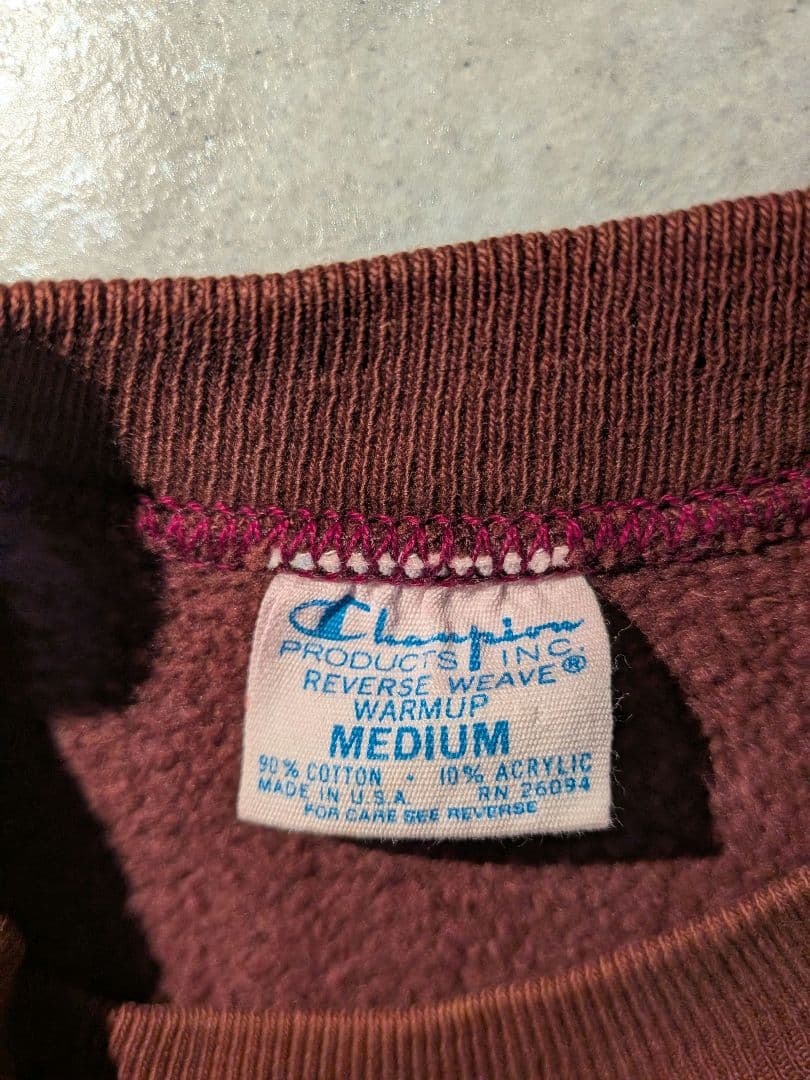 Champion
PRODUCTS INC.
REVERSE WEAVE®
WARMUP
MEDIUM
90% COTTON · 10% ACRYLIC
MADE IN U.S.A. RN 26094
FOR CARE SEE REVERSE